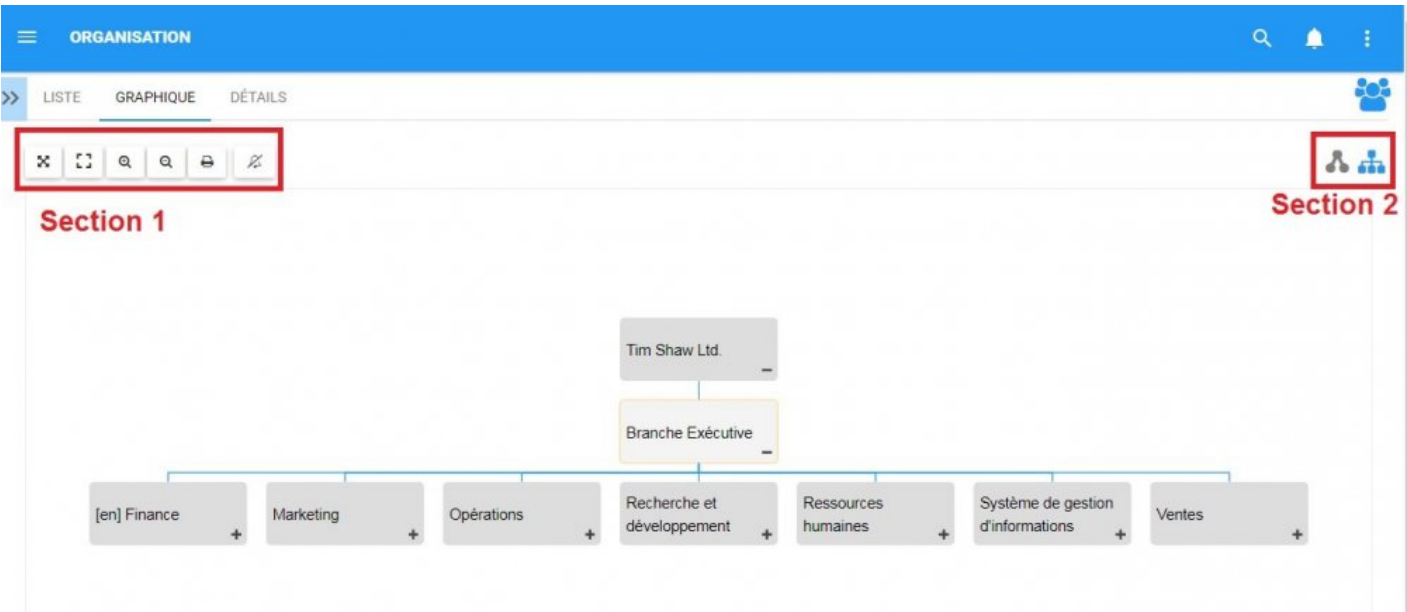 ORGANISATION
LISTE GRAPHIQUE DÉTAILS
Section 1
Section 2
Tim Shaw Ltd.
Branche Exécutive
[en] Finance
Marketing
Opérations
Recherche et
développement
Ressources
humaines
Système de gestion
d'informations
Ventes